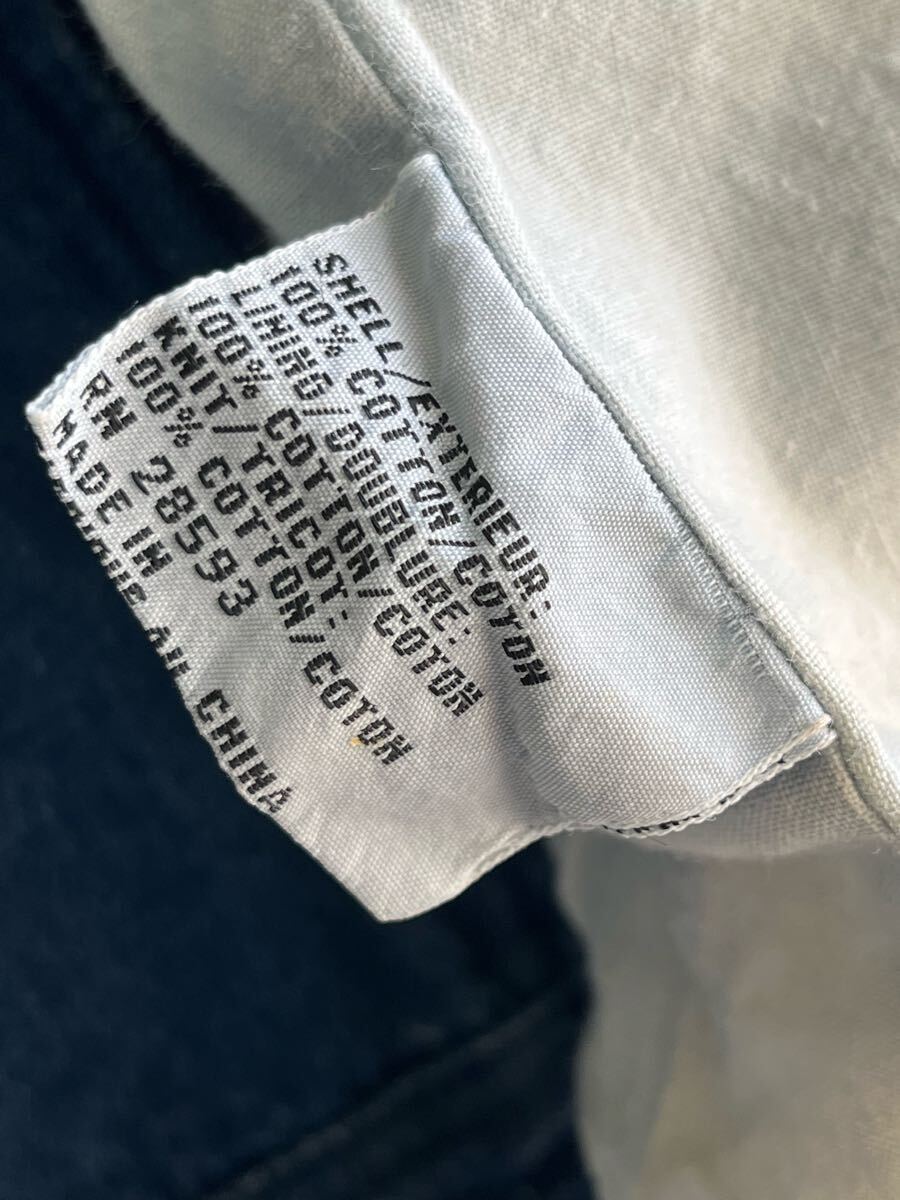 SHELL/EXTERIEUR:
100% COTTON/COTON
LINING/DOUBLURE:
100% COTTON/COTON
KNIT/TRICOT:
100% COTTON/COTON
RN 28593
MADE IN CHINA